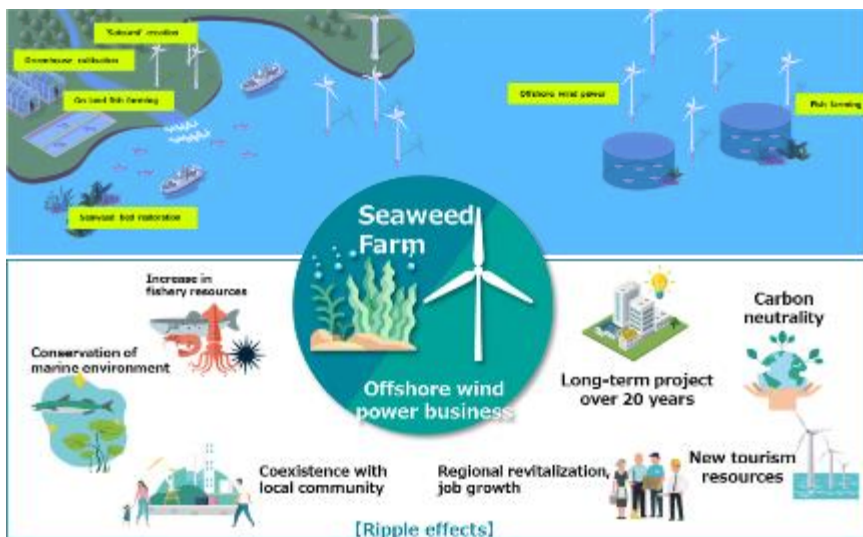 creation
Greenhouse cultivation
On land fish farming
Seaweed bed restoration
Offshore wind power
Fish farming
Seaweed
Farm
Offshore wind
power business
Increase in
fishery resources
Conservation of
marine environment
Coexistence with
local community
Regional revitalization,
job growth
Long-term project
over 20 years
Carbon
neutrality
New tourism
resources
【Ripple effects】